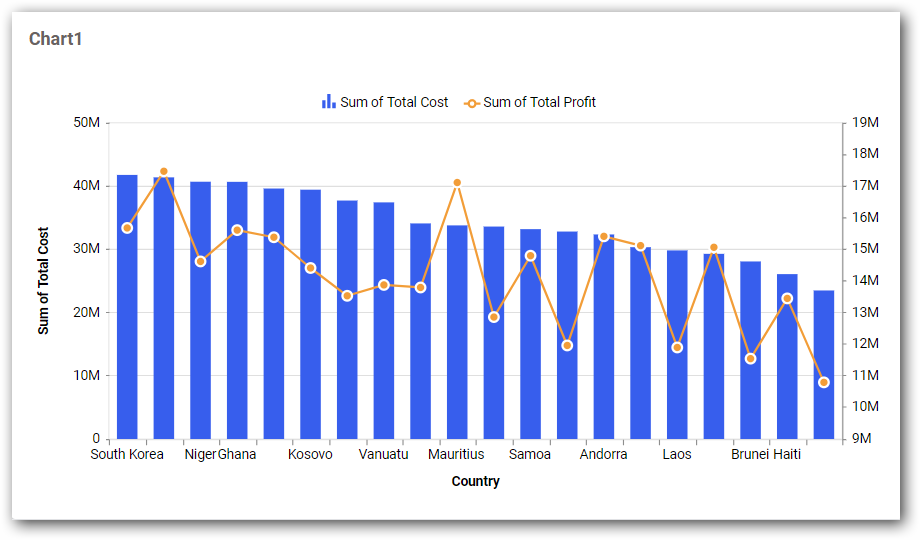 Chart1
Sum of Total Cost Sum of Total Profit
50M 19M
18M
40M 17M
16M
30M 15M
14M
20M 13M
12M
10M 11M
10M
0 9M
Sum of Total Cost
South Korea Niger Ghana Kosovo Vanuatu Mauritius Samoa Andorra Laos Brunei Haiti
Country